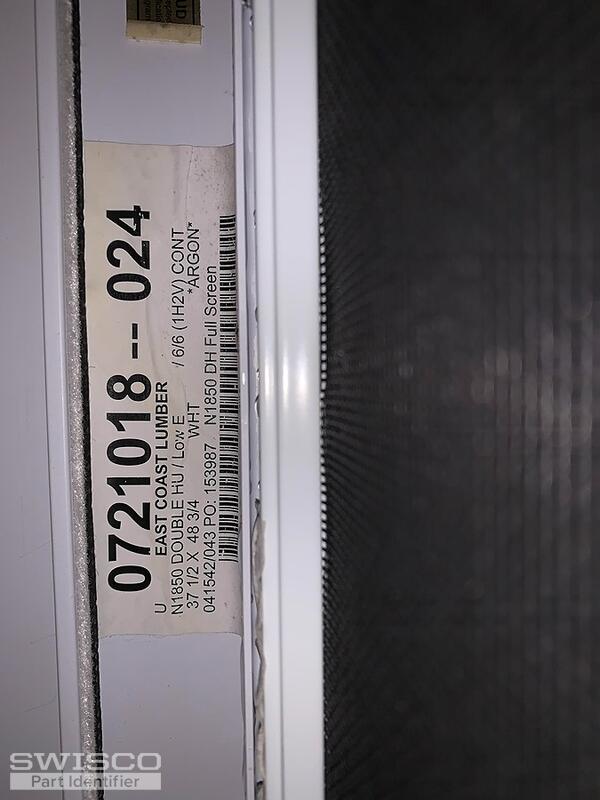 UD
0721018 -- 024
U
EAST COAST LUMBER
N1850 DOUBLE HU / Low E / 6/6 (1H2V) CONT
37 1/2 X 48 3/4 WHT *ARGON*
041542/043 PO: 153987 N1850 DH Full Screen
SWISCO
Part Identifier